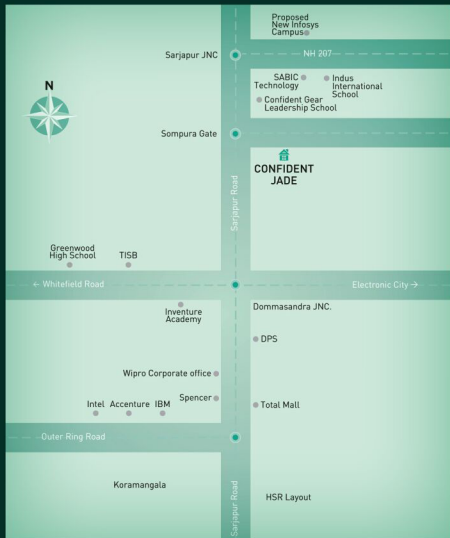 Proposed
New Infosys
Campus
Sarjapur JNC
NH 207
N
SABIC
Technology
Indus
International
School
Confident Gear
Leadership School
Sompura Gate
CONFIDENT
JADE
Sarjapur Road
Greenwood
High School
TISB
← Whitefield Road
Electronic City →
Inventure
Academy
Dommasandra JNC.
DPS
Wipro Corporate office
Spencer
Intel
Accenture
IBM
Total Mall
Outer Ring Road
Koramangala
Sarjapur Road
HSR Layout